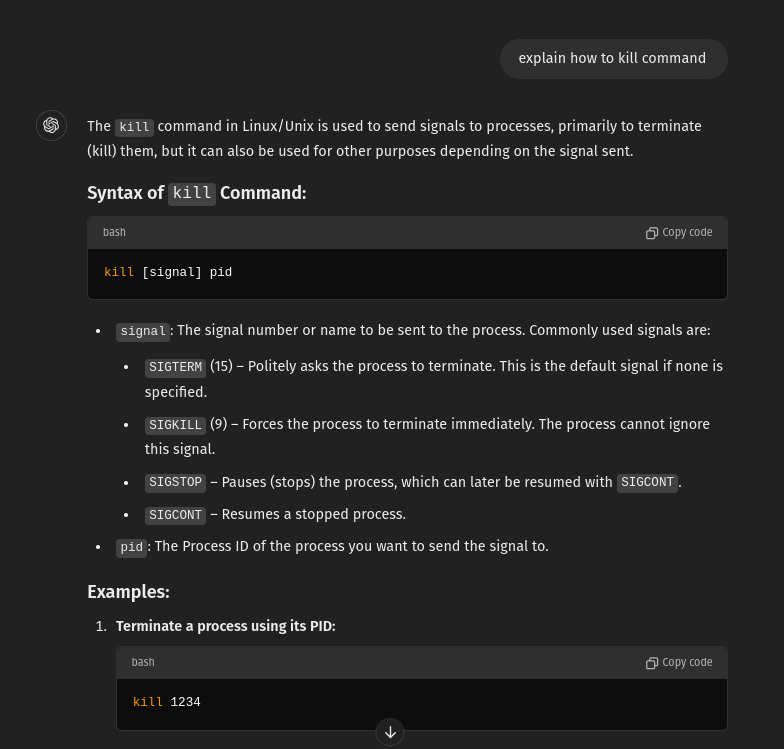 explain how to kill command
The kill command in Linux/Unix is used to send signals to processes, primarily to terminate
(kill) them, but it can also be used for other purposes depending on the signal sent.
Syntax of kill Command:
bash
Copy code
kill [signal] pid
• signal: The signal number or name to be sent to the process. Commonly used signals are:
• SIGTERM (15) – Politely asks the process to terminate. This is the default signal if none is
specified.
• SIGKILL (9) – Forces the process to terminate immediately. The process cannot ignore
this signal.
• SIGSTOP – Pauses (stops) the process, which can later be resumed with SIGCONT.
• SIGCONT – Resumes a stopped process.
• pid: The Process ID of the process you want to send the signal to.
Examples:
1. Terminate a process using its PID:
bash
Copy code
kill 1234